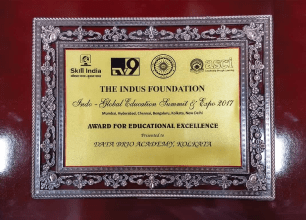 Skill India
TV9
asci
THE INDUS FOUNDATION
Indo - Global Education Summit & Expo 2017
Mumbai, Hyderabad, Chennai, Bengaluru, Kolkata, New Delhi
AWARD FOR EDUCATIONAL EXCELLENCE
Presented to
DATA BRIO ACADEMY, KOLKATA